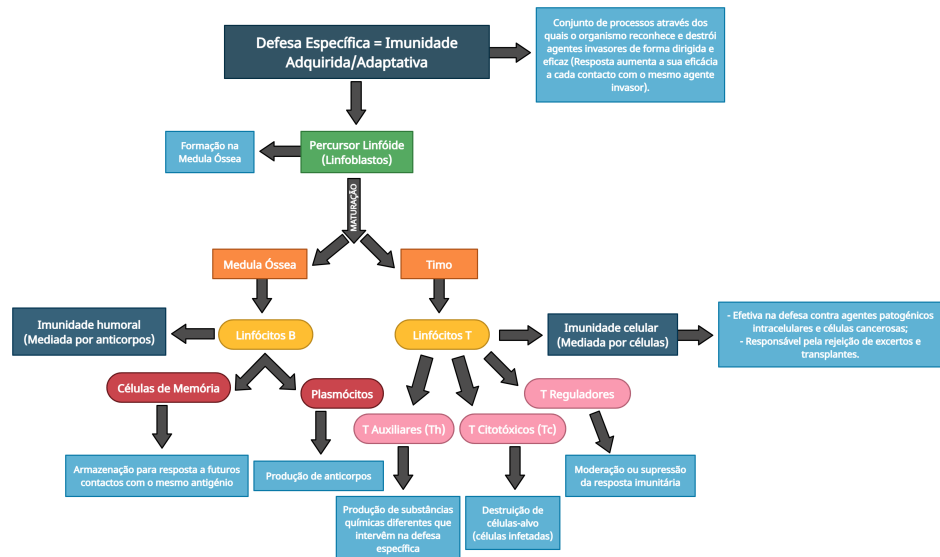 Defesa Específica = Imunidade
Adquirida/Adaptativa
Conjunto de processos através dos
quais o organismo reconhece e destrói
agentes invasores de forma dirigida e
eficaz (Resposta aumenta a sua eficácia
a cada contacto com o mesmo agente
invasor).
Formação na
Medula Óssea
Percursor Linfóide
(Linfoblastos)
MATURAÇÃO
Medula Óssea
Timo
Imunidade humoral
(Mediada por anticorpos)
Linfócitos B
Linfócitos T
Imunidade celular
(Mediada por células)
- Efetiva na defesa contra agentes patogénicos
intracelulares e células cancerosas;
- Responsável pela rejeição de excertos e
transplantes.
Células de Memória
Plasmócitos
T Reguladores
T Auxiliares (Th)
T Citotóxicos (Tc)
Armazenação para resposta a futuros
contactos com o mesmo antigénio
Produção de anticorpos
Moderação ou supressão
da resposta imunitária
Produção de substâncias
químicas diferentes que
intervêm na defesa
específica
Destruição de
células-alvo
(células infetadas)